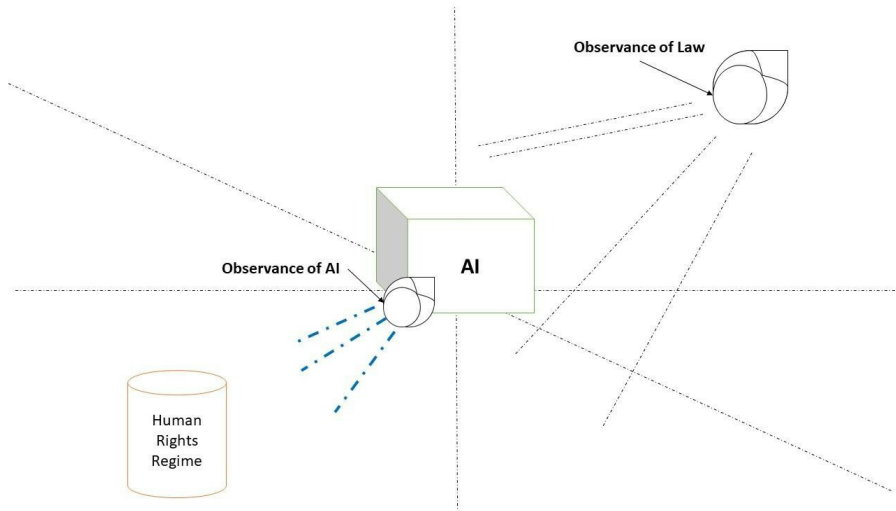 Observance of Law
AI
Observance of AI
Human
Rights
Regime